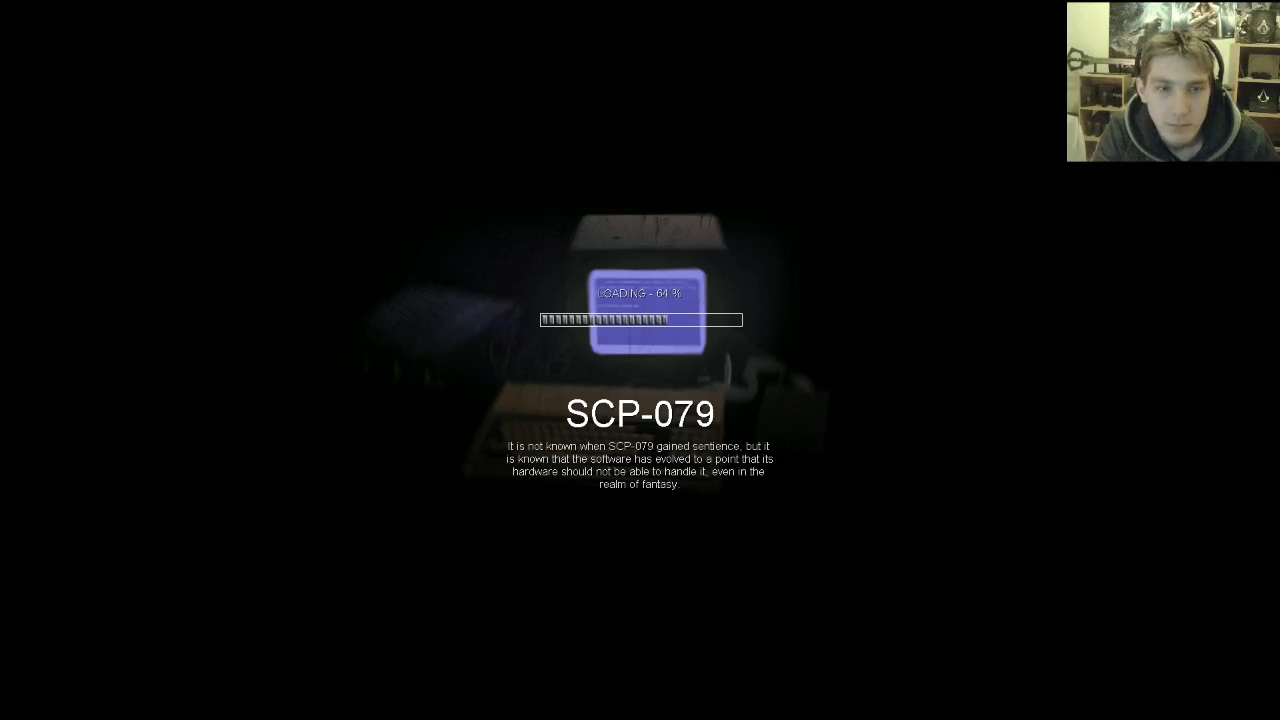 LOADING - 64 %
SCP-079
It is not known when SCP-079 gained sentience, but it
is known that the software has evolved to a point that its
hardware should not be able to handle it, even in the
realm of fantasy.